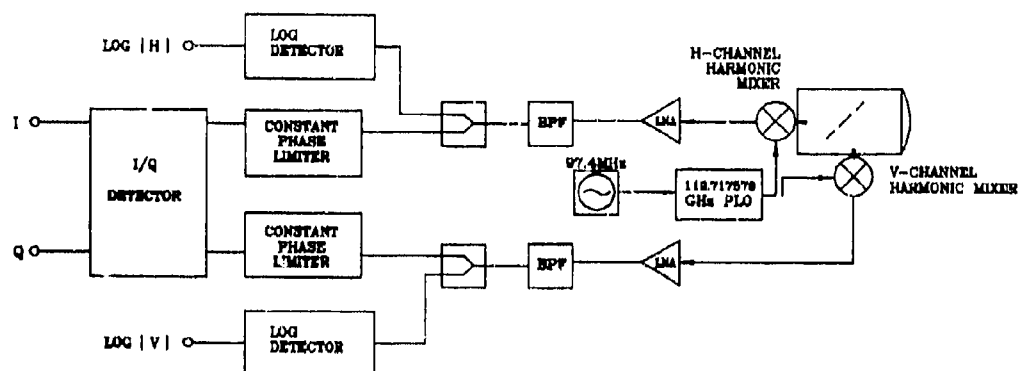 LOG |H|
LOG
DETECTOR
H-CHANNEL
HARMONIC
MIXER
I
I/Q
DETECTOR
CONSTANT
PHASE
LIMITER
BPF
LNA
97.4MHz
GHz PLO
V-CHANNEL
HARMONIC MIXER
Q
CONSTANT
PHASE
LIMITER
BPF
LNA
LOG |V|
LOG
DETECTOR